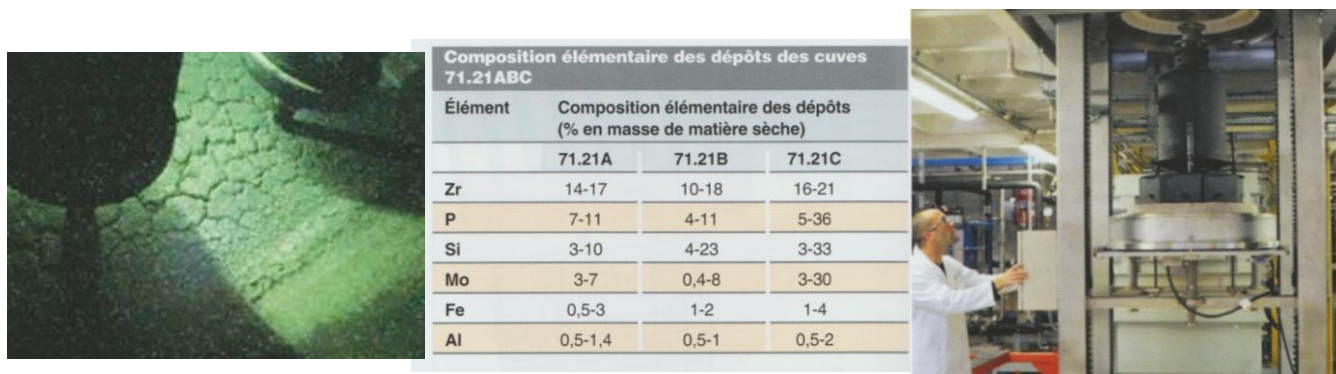 Composition élémentaire des dépôts des cuves
71.21ABC
Élément Composition élémentaire des dépôts
(% en masse de matière sèche)
71.21A 71.21B 71.21C
Zr 14-17 10-18 16-21
P 7-11 4-11 5-36
Si 3-10 4-23 3-33
Mo 3-7 0,4-8 3-30
Fe 0,5-3 1-2 1-4
Al 0,5-1,4 0,5-1 0,5-2